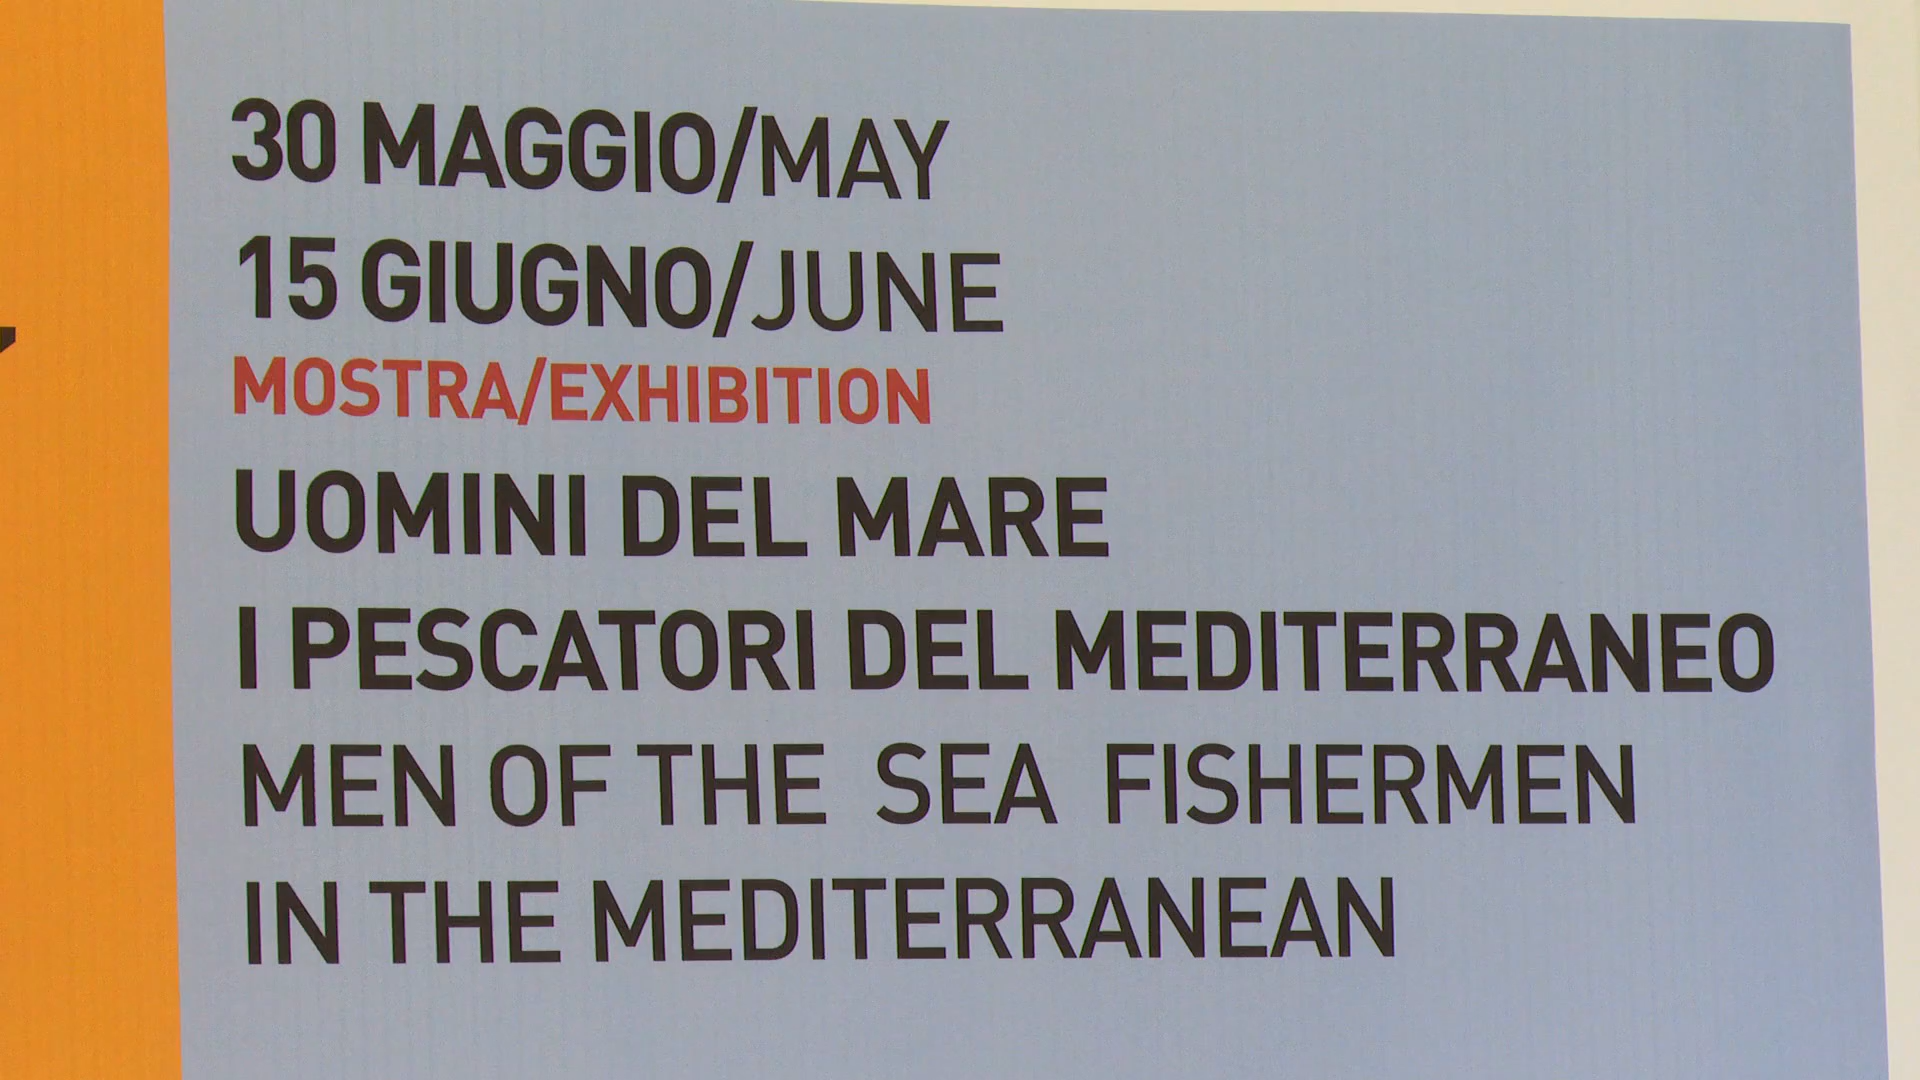 30 MAGGIO/MAY
15 GIUGNO/JUNE
MOSTRA/EXHIBITION
UOMINI DEL MARE
I PESCATORI DEL MEDITERRANEO
MEN OF THE SEA FISHERMEN
IN THE MEDITERRANEAN